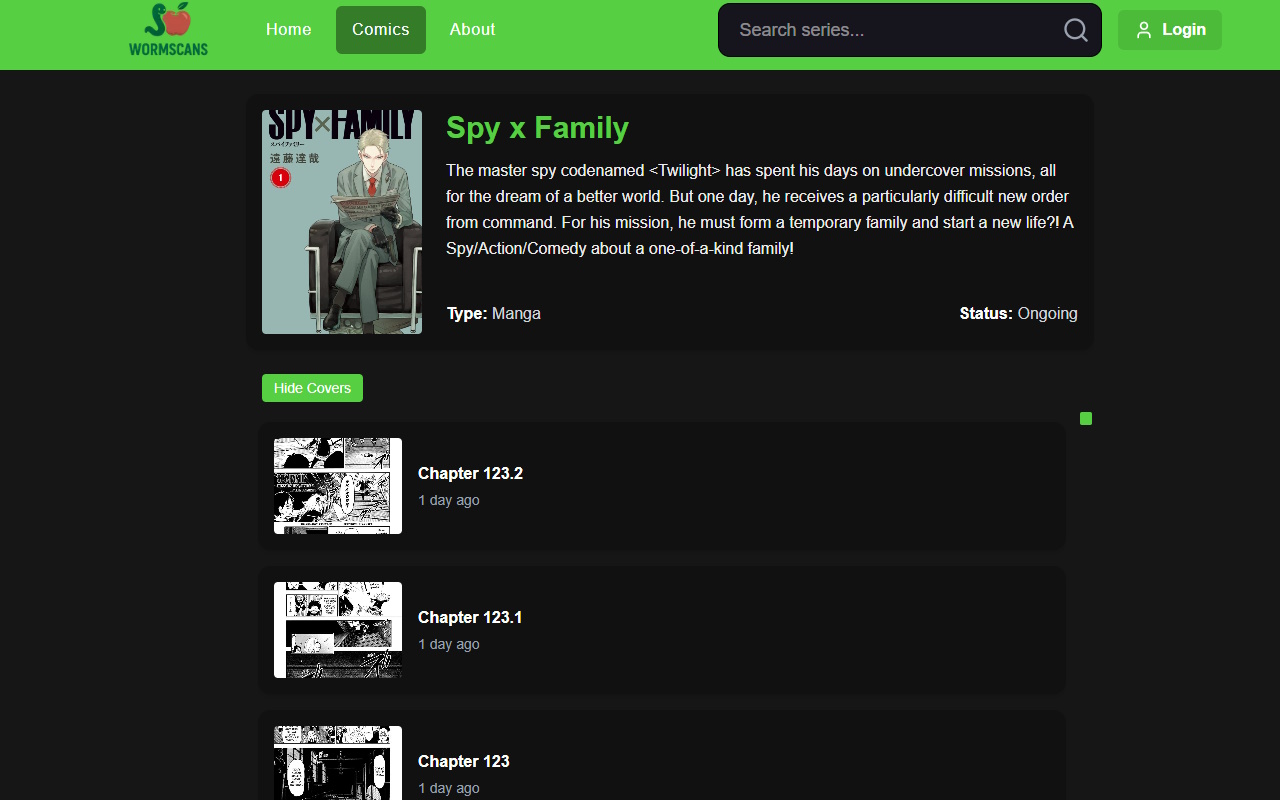 WORMSCANS
Home
Comics
About
Search series...
Login
SPY×FAMILY
スパイファミリー
遠藤達哉
1
Spy x Family
The master spy codenamed <Twilight> has spent his days on undercover missions, all
for the dream of a better world. But one day, he receives a particularly difficult new order
from command. For his mission, he must form a temporary family and start a new life?! A
Spy/Action/Comedy about a one-of-a-kind family!
Type: Manga
Status: Ongoing
Hide Covers
Chapter 123.2
1 day ago
Chapter 123.1
1 day ago
Chapter 123
1 day ago